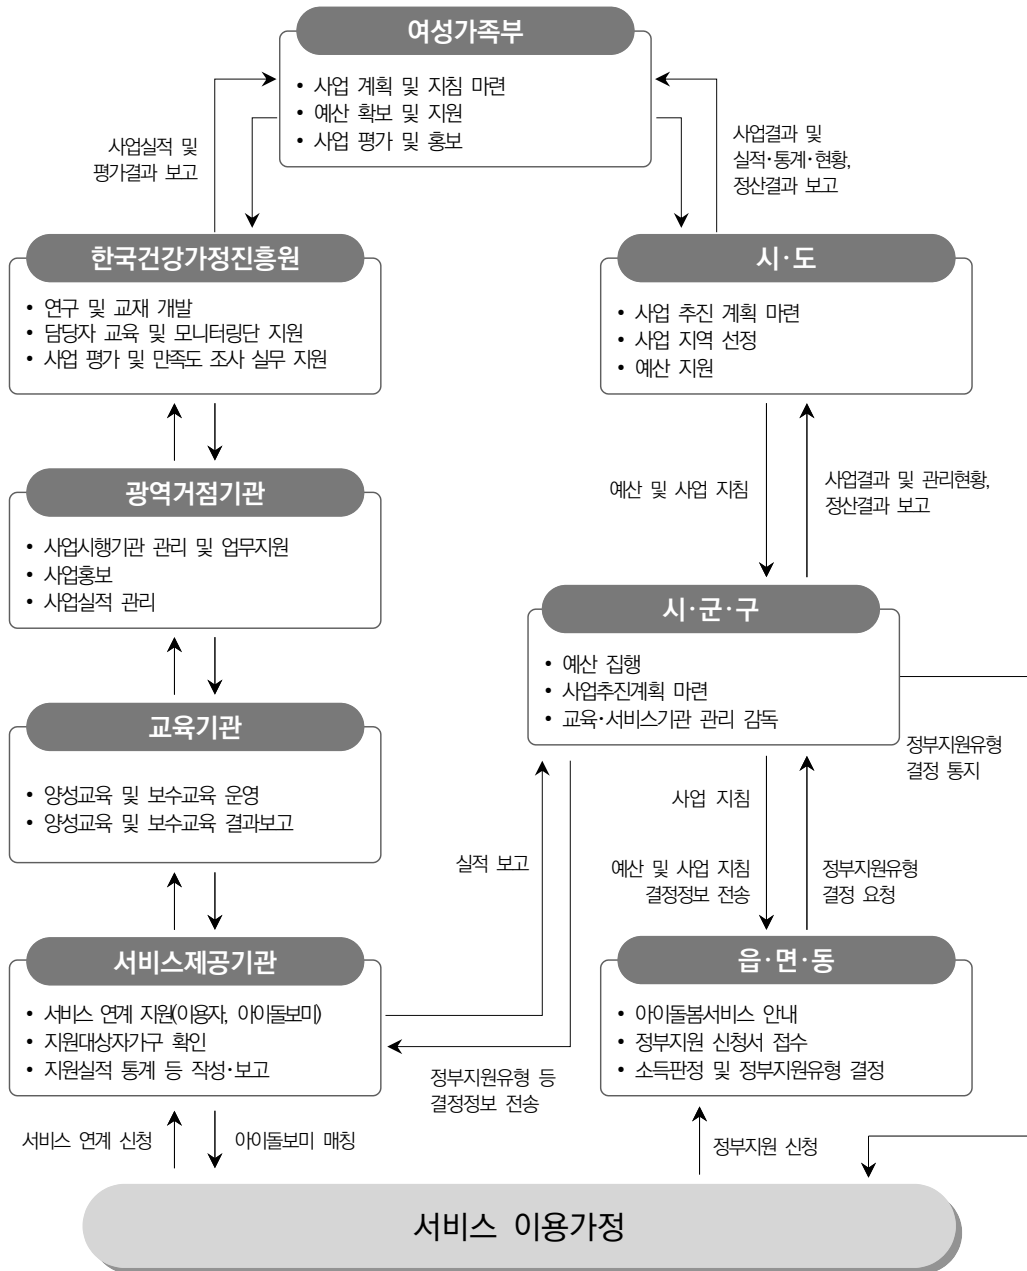 여성가족부
• 사업 계획 및 지침 마련
• 예산 확보 및 지원
• 사업 평가 및 홍보
사업실적 및
평가결과 보고
사업결과 및
실적·통계·현황,
정산결과 보고
한국건강가정진흥원
• 연구 및 교재 개발
• 담당자 교육 및 모니터링단 지원
• 사업 평가 및 만족도 조사 실무 지원
시·도
• 사업 추진 계획 마련
• 사업 지역 선정
• 예산 지원
광역거점기관
• 사업시행기관 관리 및 업무지원
• 사업홍보
• 사업실적 관리
예산 및 사업 지침
사업결과 및 관리현황,
정산결과 보고
시·군·구
• 예산 집행
• 사업추진계획 마련
• 교육·서비스기관 관리 감독
교육기관
• 양성교육 및 보수교육 운영
• 양성교육 및 보수교육 결과보고
정부지원유형
결정 통지
사업 지침
실적 보고
예산 및 사업 지침
결정정보 전송
정부지원유형
결정 요청
서비스제공기관
• 서비스 연계 지원(이용자, 아이돌보미)
• 지원대상자가구 확인
• 지원실적 통계 등 작성·보고
읍·면·동
• 아이돌봄서비스 안내
• 정부지원 신청서 접수
• 소득판정 및 정부지원유형 결정
정부지원유형 등
결정정보 전송
서비스 연계 신청
아이돌보미 매칭
정부지원 신청
서비스 이용가정